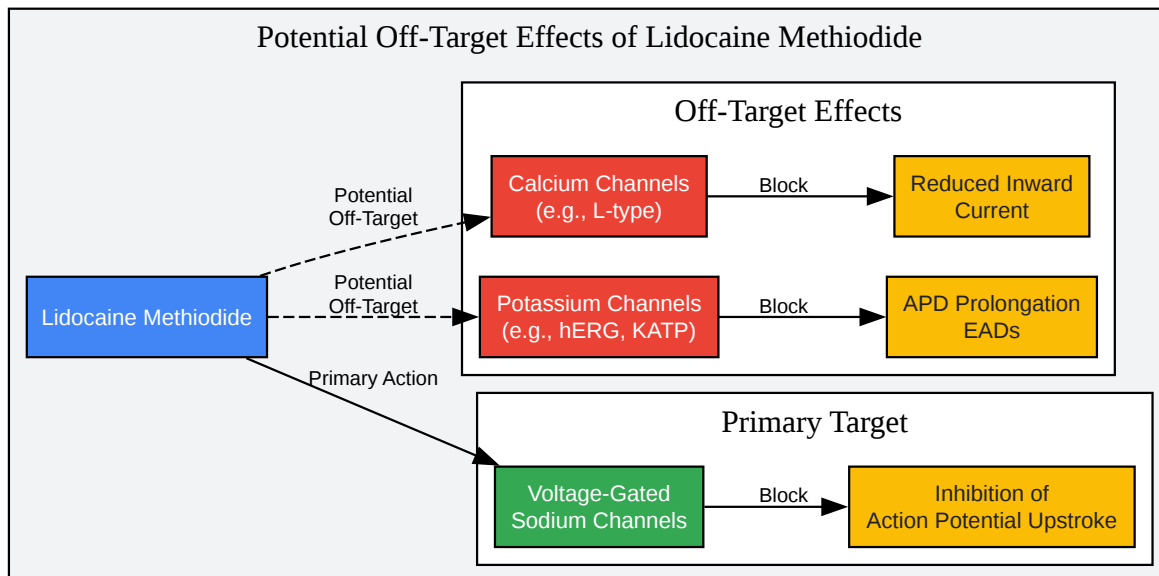 Potential Off-Target Effects of Lidocaine Methiodide
Off-Target Effects
Potential
Off-Target
Calcium Channels
(e.g., L-type)
Block
Reduced Inward
Current
Lidocaine Methiodide
Potential
Off-Target
Potassium Channels
(e.g., hERG, KATP)
Block
APD Prolongation
EADs
Primary Action
Primary Target
Voltage-Gated
Sodium Channels
Block
Inhibition of
Action Potential Upstroke